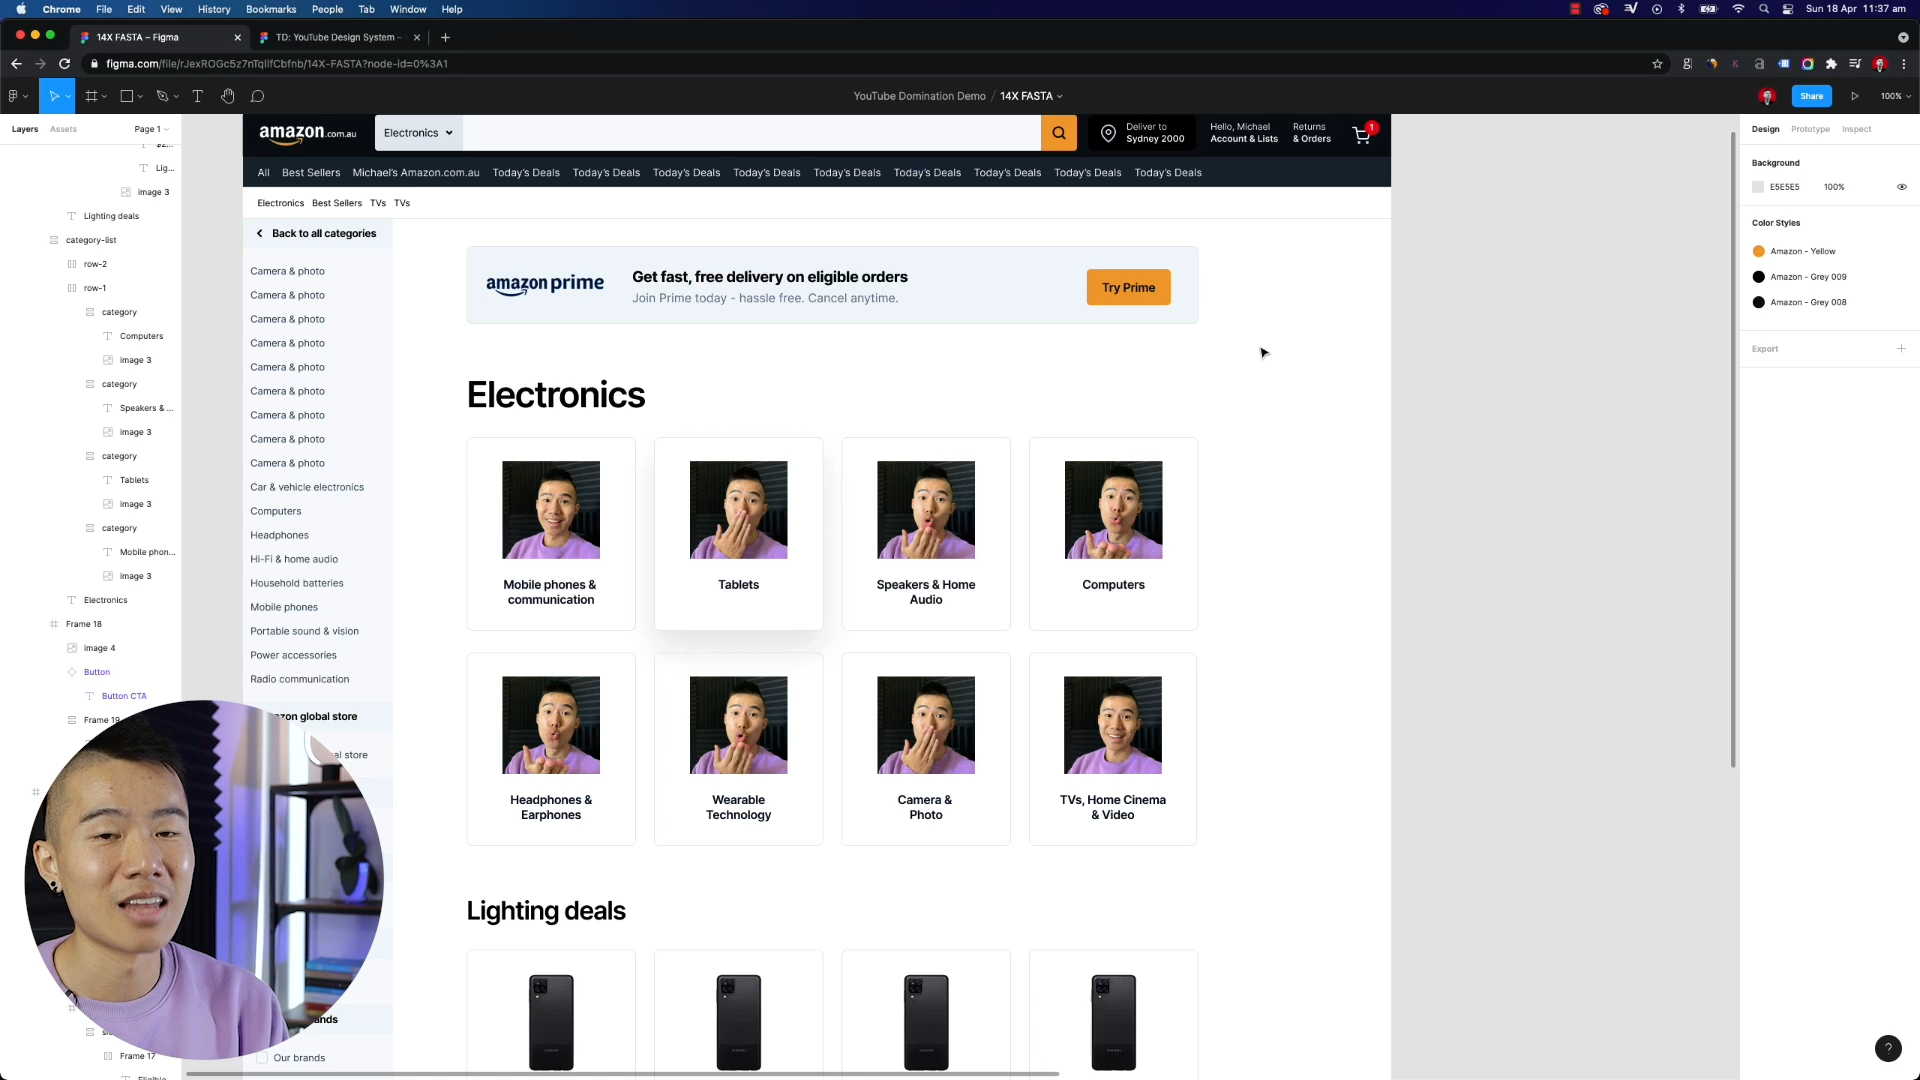 Chrome File Edit View History Bookmarks People Tab Window Help
Sun 18 Apr 11:37 am
14X FASTA – Figma
TD: YouTube Design System –
figma.com/file/rJexROGc5z7nTqIlfCbfnb/14X-FASTA?node-id=0%3A1
YouTube Domination Demo / 14X FASTA
Share
100%
Layers Assets Page 1
Lig...
image 3
Lighting deals
category-list
row-2
row-1
category
Computers
image 3
category
Speakers & ...
image 3
category
Tablets
image 3
category
Mobile phon...
image 3
Electronics
Frame 18
image 4
Button
Button CTA
Frame 19
Frame 17
amazon.com.au
Electronics
Deliver to
Sydney 2000
Hello, Michael
Account & Lists
Returns
& Orders
1
All Best Sellers Michael's Amazon.com.au Today's Deals Today's Deals Today's Deals Today's Deals Today's Deals Today's Deals Today's Deals Today's Deals Today's Deals
Electronics Best Sellers TVs TVs
Back to all categories
Camera & photo
Camera & photo
Camera & photo
Camera & photo
Camera & photo
Camera & photo
Camera & photo
Camera & photo
Camera & photo
Car & vehicle electronics
Computers
Headphones
Hi-Fi & home audio
Household batteries
Mobile phones
Portable sound & vision
Power accessories
Radio communication
zon global store
al store
ands
Our brands
amazon prime
Get fast, free delivery on eligible orders
Join Prime today - hassle free. Cancel anytime.
Try Prime
Electronics
Mobile phones &
communication
Tablets
Speakers & Home
Audio
Computers
Headphones &
Earphones
Wearable
Technology
Camera &
Photo
TVs, Home Cinema
& Video
Lighting deals
Design Prototype Inspect
Background
E5E5E5 100%
Color Styles
Amazon - Yellow
Amazon - Grey 009
Amazon - Grey 008
Export
?